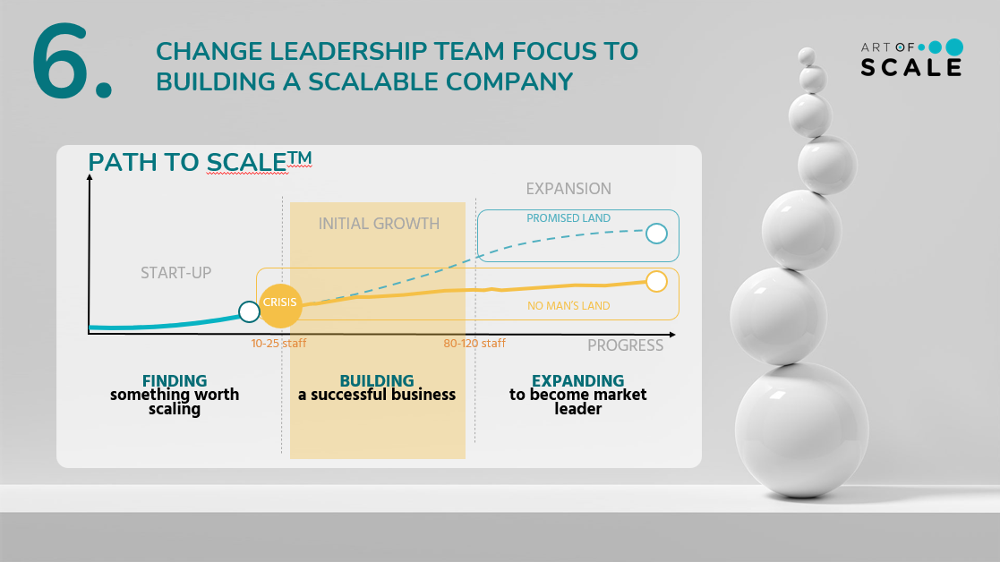 6.
CHANGE LEADERSHIP TEAM FOCUS TO
BUILDING A SCALABLE COMPANY
ART OF
SCALE
PATH TO SCALE™
EXPANSION
PROMISED LAND
INITIAL GROWTH
START-UP
CRISIS
NO MAN'S LAND
10-25 staff
80-120 staff
PROGRESS
FINDING
something worth
scaling
BUILDING
a successful business
EXPANDING
to become market
leader